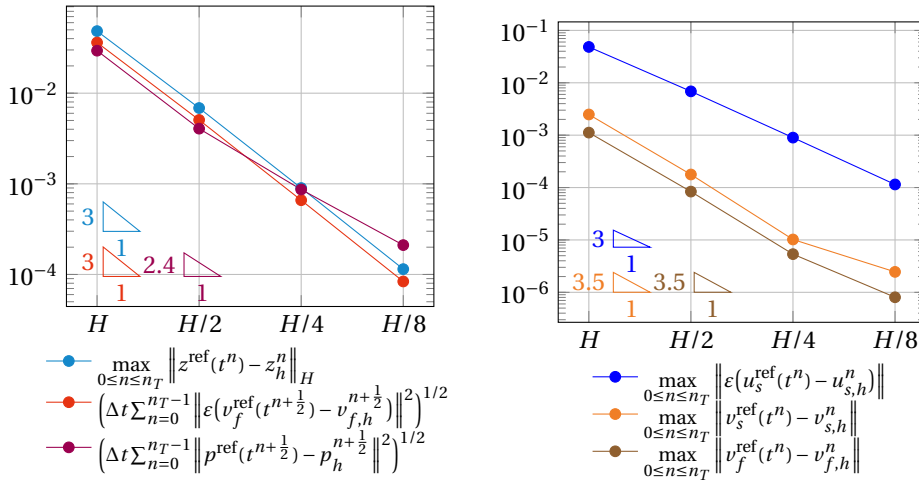 10^{-2}
10^{-3}
10^{-4}
3
1
3
1
2.4
1
H H/2 H/4 H/8
max_{0≤n≤n_T} ‖z^{ref}(t^n) − z_h^n‖_H
(Δt∑_{n=0}^{n_T−1} ‖ε(v_f^{ref}(t^{n+1/2}) − v_{f,h}^{n+1/2})‖^2)^{1/2}
(Δt∑_{n=0}^{n_T−1} ‖p^{ref}(t^{n+1/2}) − p_h^{n+1/2}‖^2)^{1/2}
10^{-1}
10^{-2}
10^{-3}
10^{-4}
10^{-5}
10^{-6}
3
1
3.5
1
3.5
1
H H/2 H/4 H/8
max_{0≤n≤n_T} ‖ε(u_s^{ref}(t^n) − u_{s,h}^n)‖
max_{0≤n≤n_T} ‖v_s^{ref}(t^n) − v_{s,h}^n‖
max_{0≤n≤n_T} ‖v_f^{ref}(t^n) − v_{f,h}^n‖